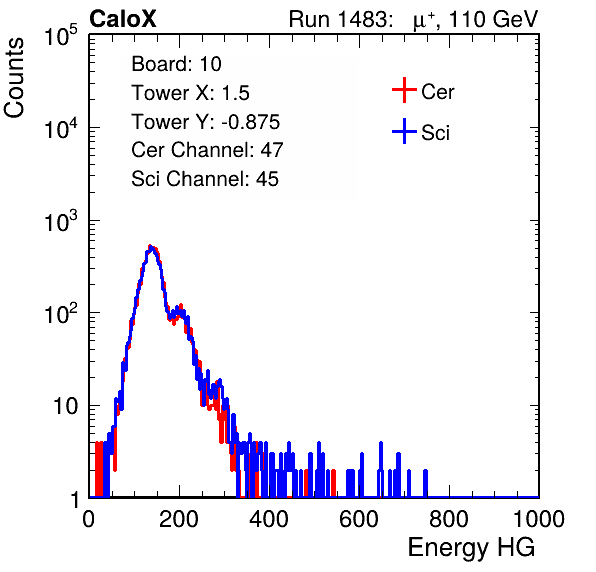 CaloX Run 1483: μ⁺, 110 GeV
Counts
10⁵
10⁴
10³
10²
10
1
Board: 10
Tower X: 1.5
Tower Y: -0.875
Cer Channel: 47
Sci Channel: 45
Cer
Sci
0 200 400 600 800 1000
Energy HG